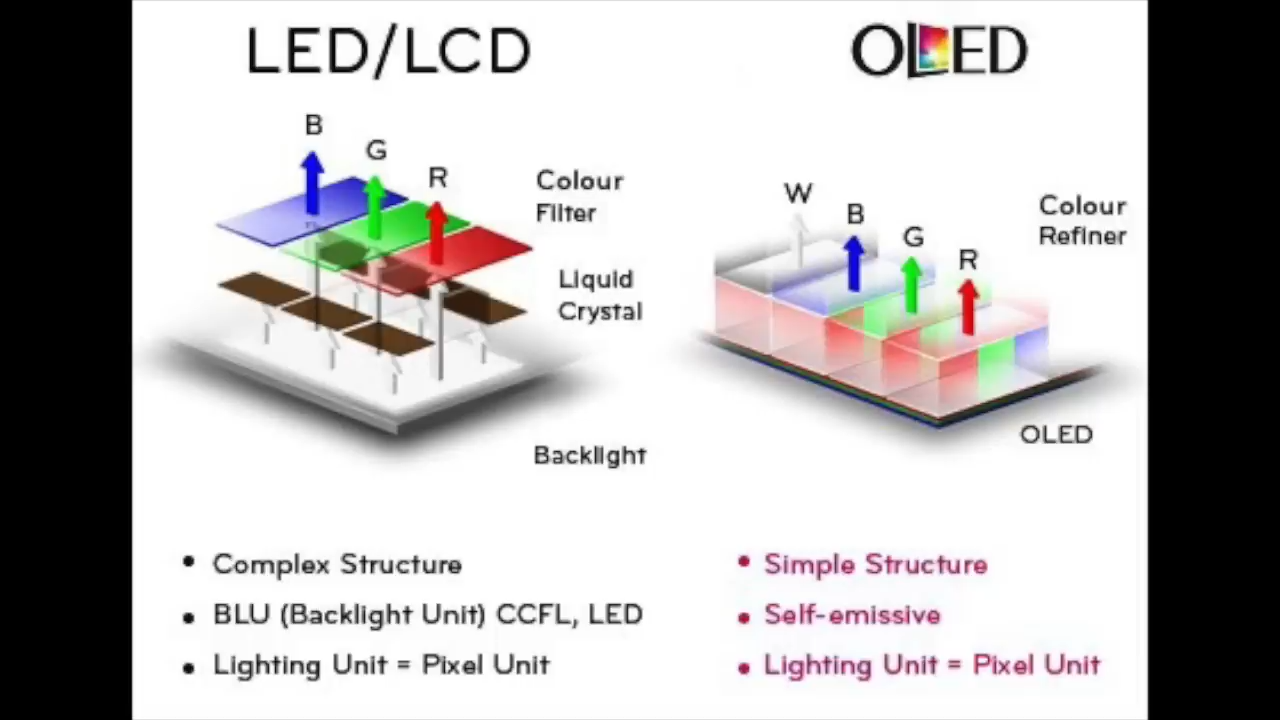 LED/LCD
B
G
R
Colour
Filter
Liquid
Crystal
Backlight
• Complex Structure
• BLU (Backlight Unit) CCFL, LED
• Lighting Unit = Pixel Unit
OLED
W
B
G
R
Colour
Refiner
OLED
• Simple Structure
• Self-emissive
• Lighting Unit = Pixel Unit